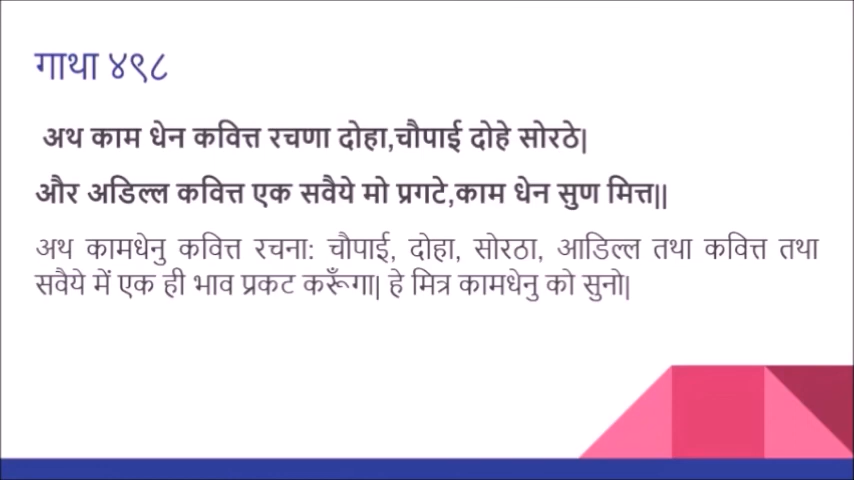 गाथा ४९८
अथ काम धेन कवित्त रचणा दोहा,चौपाई दोहे सोरठे|
और अडिल्ल कवित्त एक सवैये मो प्रगटे,काम धेन सुण मित्त||
अथ कामधेनु कवित्त रचना: चौपाई, दोहा, सोरठा, आडिल्ल तथा कवित्त तथा
सवैये में एक ही भाव प्रकट करूँगा| हे मित्र कामधेनु को सुनो|